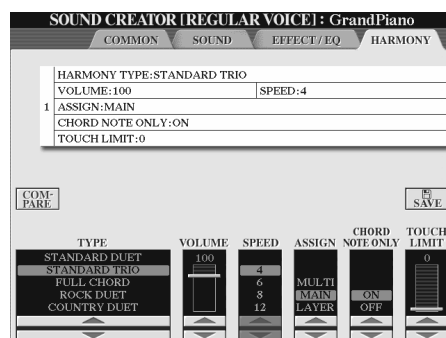 SOUND CREATOR [REGULAR VOICE] : GrandPiano
COMMON SOUND EFFECT / EQ HARMONY
HARMONY TYPE:STANDARD TRIO
VOLUME:100 SPEED:4
1 ASSIGN:MAIN
CHORD NOTE ONLY:ON
TOUCH LIMIT:0
COM-
PARE
SAVE
TYPE VOLUME SPEED ASSIGN CHORD NOTE ONLY TOUCH LIMIT
STANDARD DUET 100 0
STANDARD TRIO 4
FULL CHORD 6 MULTI
ROCK DUET 8 MAIN ON
COUNTRY DUET 12 LAYER OFF